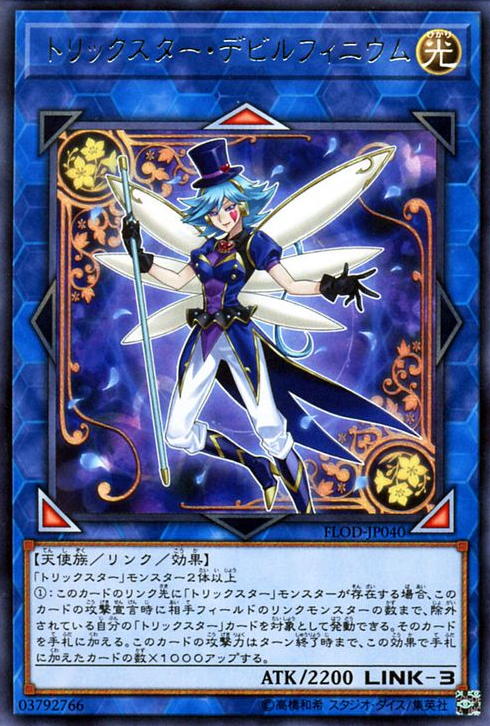 トリックスター・デビルフィニウム
光
FLOD-JP040
【天使族／リンク／効果】
「トリックスター」モンスター２体以上
①：このカードのリンク先に「トリックスター」モンスターが存在する場合、この
カードの攻撃宣言時に相手フィールドのリンクモンスターの数まで、除外
されている自分の「トリックスター」カードを対象として発動できる。そのカード
を手札に加える。このカードの攻撃力はターン終了時まで、この効果で手札
に加えたカードの数×１０００アップする。
ATK/2200 LINK-3
03792766
©高橋和希 スタジオ・ダイス/集英社